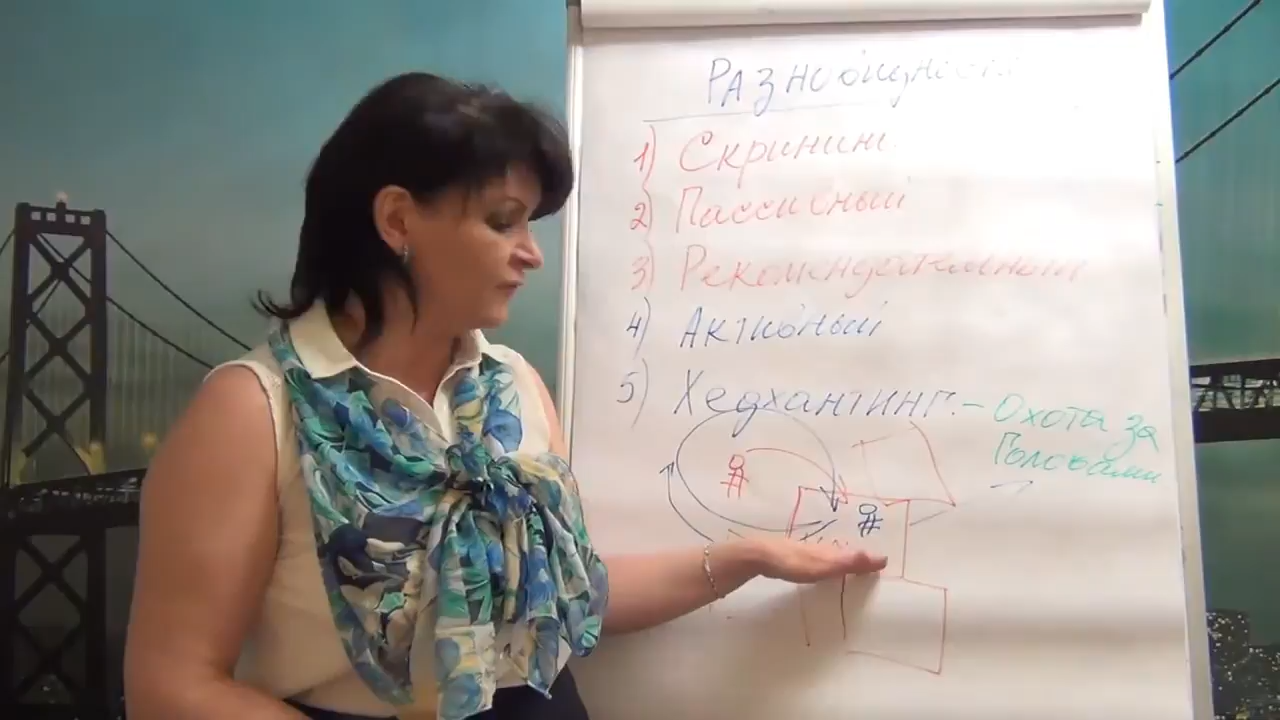 Разновидности
1) Скрининг
2) Пассивный
3) Рекомендательный
4) Активный
5) Хедхантинг. – Охота за
Головами